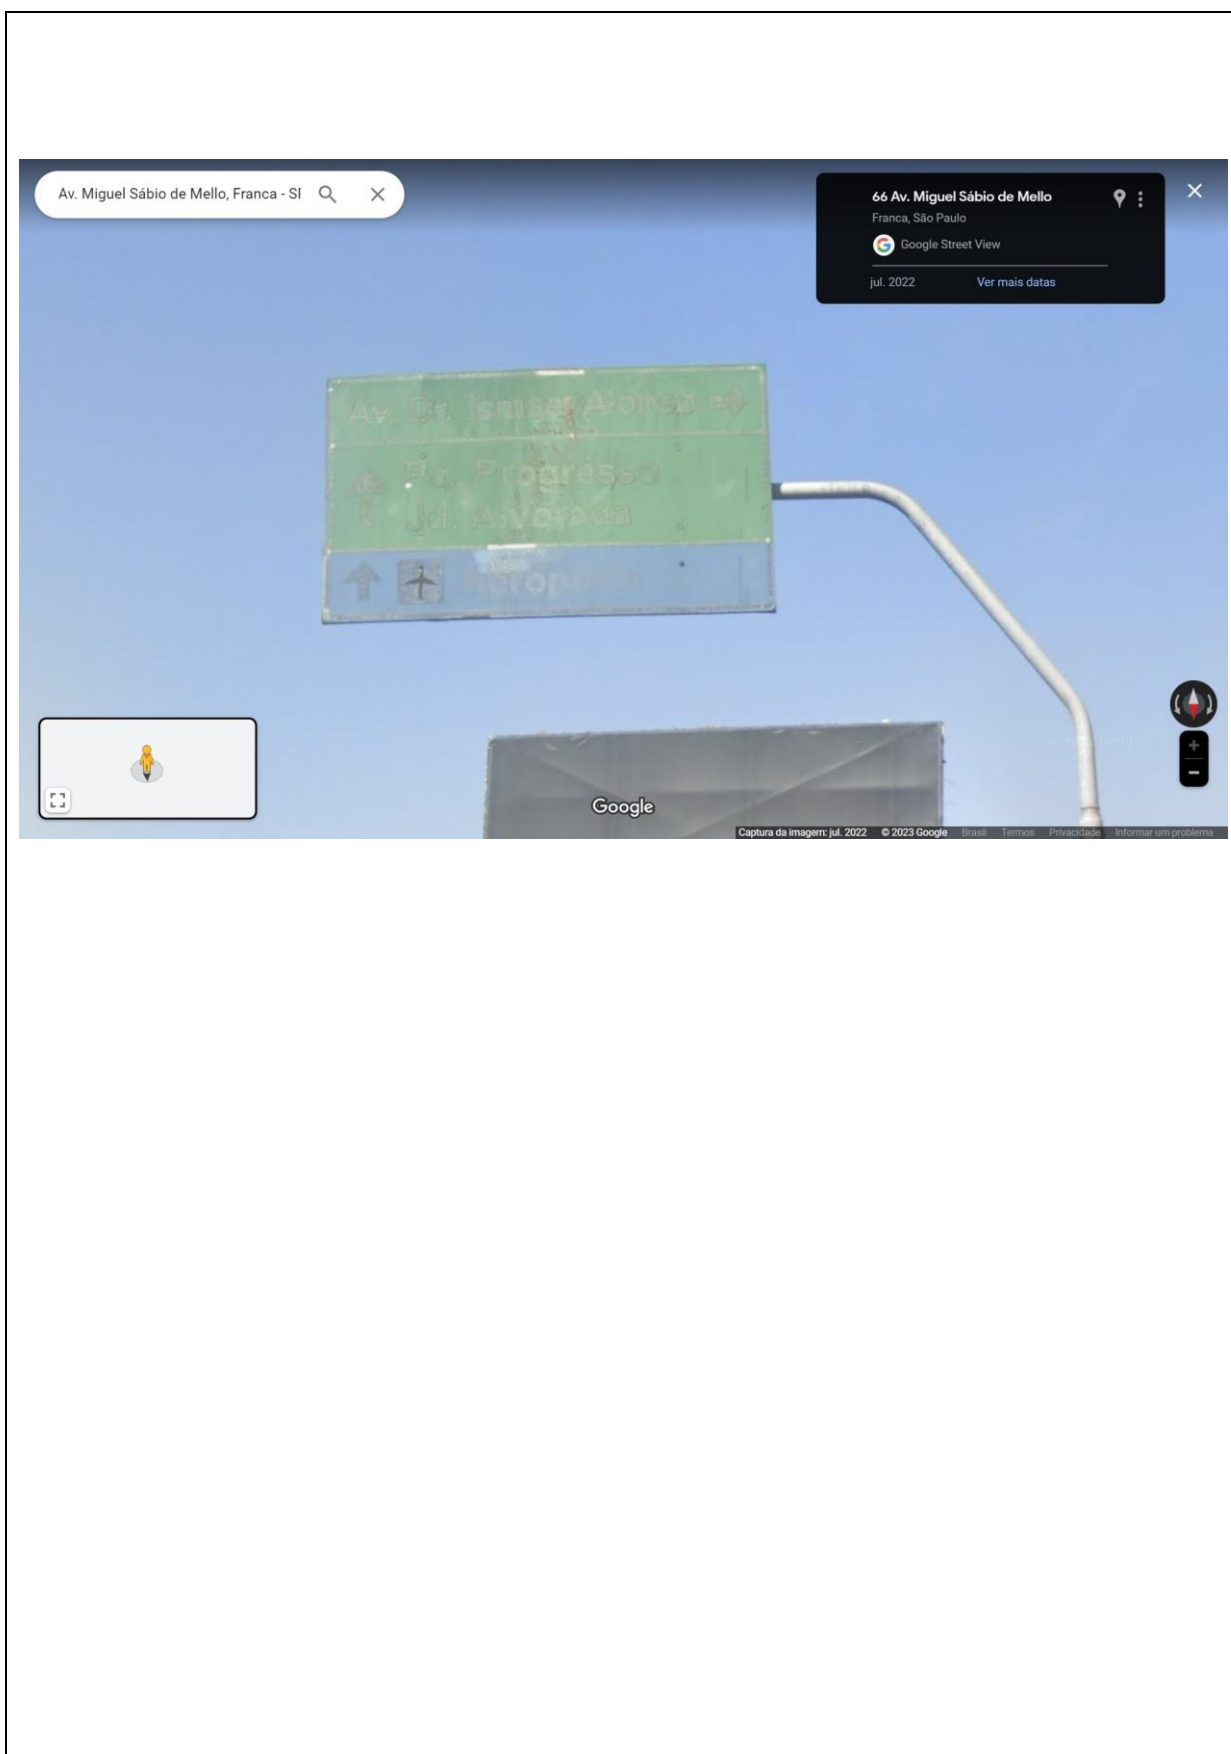 Av. Miguel Sábio de Mello, Franca - SI
66 Av. Miguel Sábio de Mello
Franca, São Paulo
Google Street View
jul. 2022
Ver mais datas
Av. Dr. Ismael Alonso
Pq. Progresso
Jd. Alvorada
Aeroporto
Google
Captura da imagem: jul. 2022 © 2023 Google Brasil Termos Privacidade Informar um problema